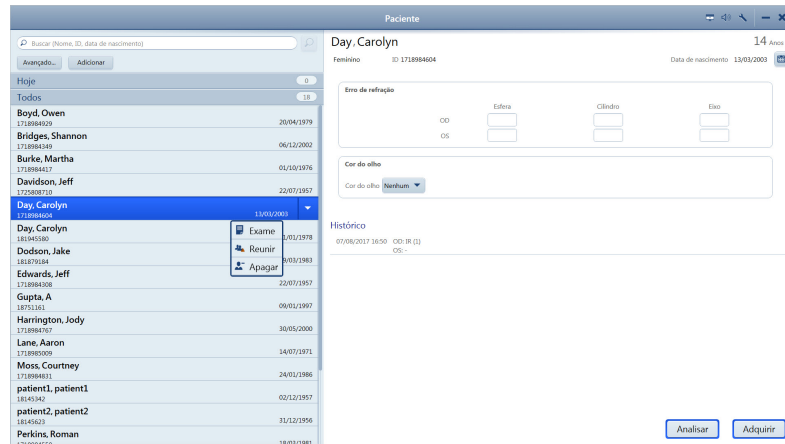 Paciente
Buscar (Nome, ID, data de nascimento)
Avançado...
Adicionar
Hoje
0
Todos
18
Boyd, Owen
1718984929
20/04/1979
Bridges, Shannon
1718984349
06/12/2002
Burke, Martha
1718984417
01/10/1976
Davidson, Jeff
1725808710
22/07/1957
Day, Carolyn
1718984604
13/03/2003
Day, Carolyn
181945580
1/01/1978
Dodson, Jake
181879184
9/03/1983
Edwards, Jeff
1718984308
22/07/1957
Gupta, A
18751161
09/01/1997
Harrington, Jody
1718984767
30/05/2000
Lane, Aaron
1718985009
14/07/1971
Moss, Courtney
1718984831
24/01/1986
patient1, patient1
18145342
02/12/1957
patient2, patient2
18145623
31/12/1956
Perkins, Roman
Exame
Reunir
Apagar
Day, Carolyn
14 Anos
Feminino
ID 1718984604
Data de nascimento 13/03/2003
Erro de refração
Esfera Cilindro Eixo
OD
OS
Cor do olho
Cor do olho Nenhum
Histórico
07/08/2017 16:50 OD: IR (1)
OS: -
Analisar
Adquirir